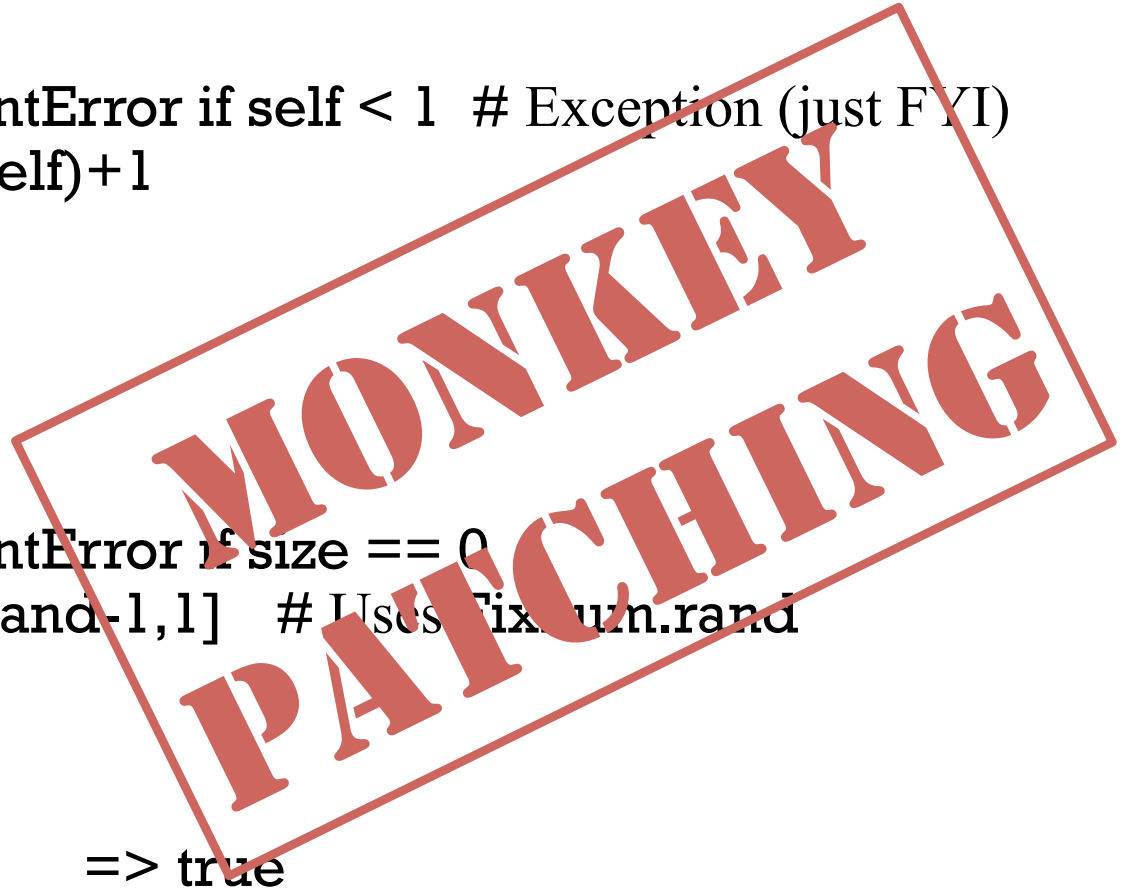 ntError if self < 1 # Exception (just FYI)
elf)+1
MONKEY
PATCHING
ntError if size == 0
and-1,1] # Uses Fixnum.rand
=> true